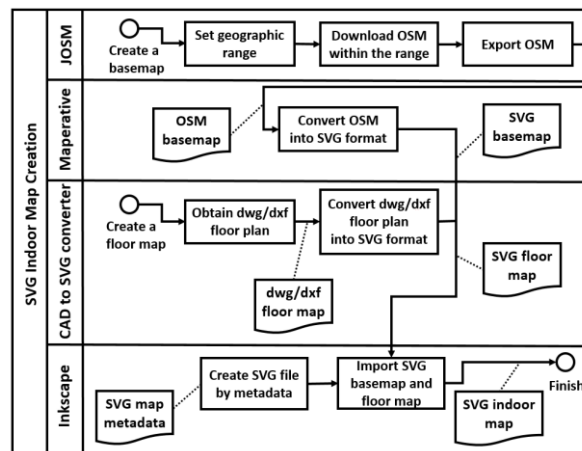 SVG Indoor Map Creation
JOSM
Create a
basemap
Set geographic
range
Download OSM
within the range
Export OSM
Maperative
OSM
basemap
Convert OSM
into SVG format
SVG
basemap
CAD to SVG converter
Create a
floor map
Obtain dwg/dxf
floor plan
Convert dwg/dxf
floor plan
into SVG format
dwg/dxf
floor map
SVG floor
map
Inkscape
SVG map
metadata
Create SVG file
by metadata
Import SVG
basemap and
floor map
SVG indoor
map
Finish